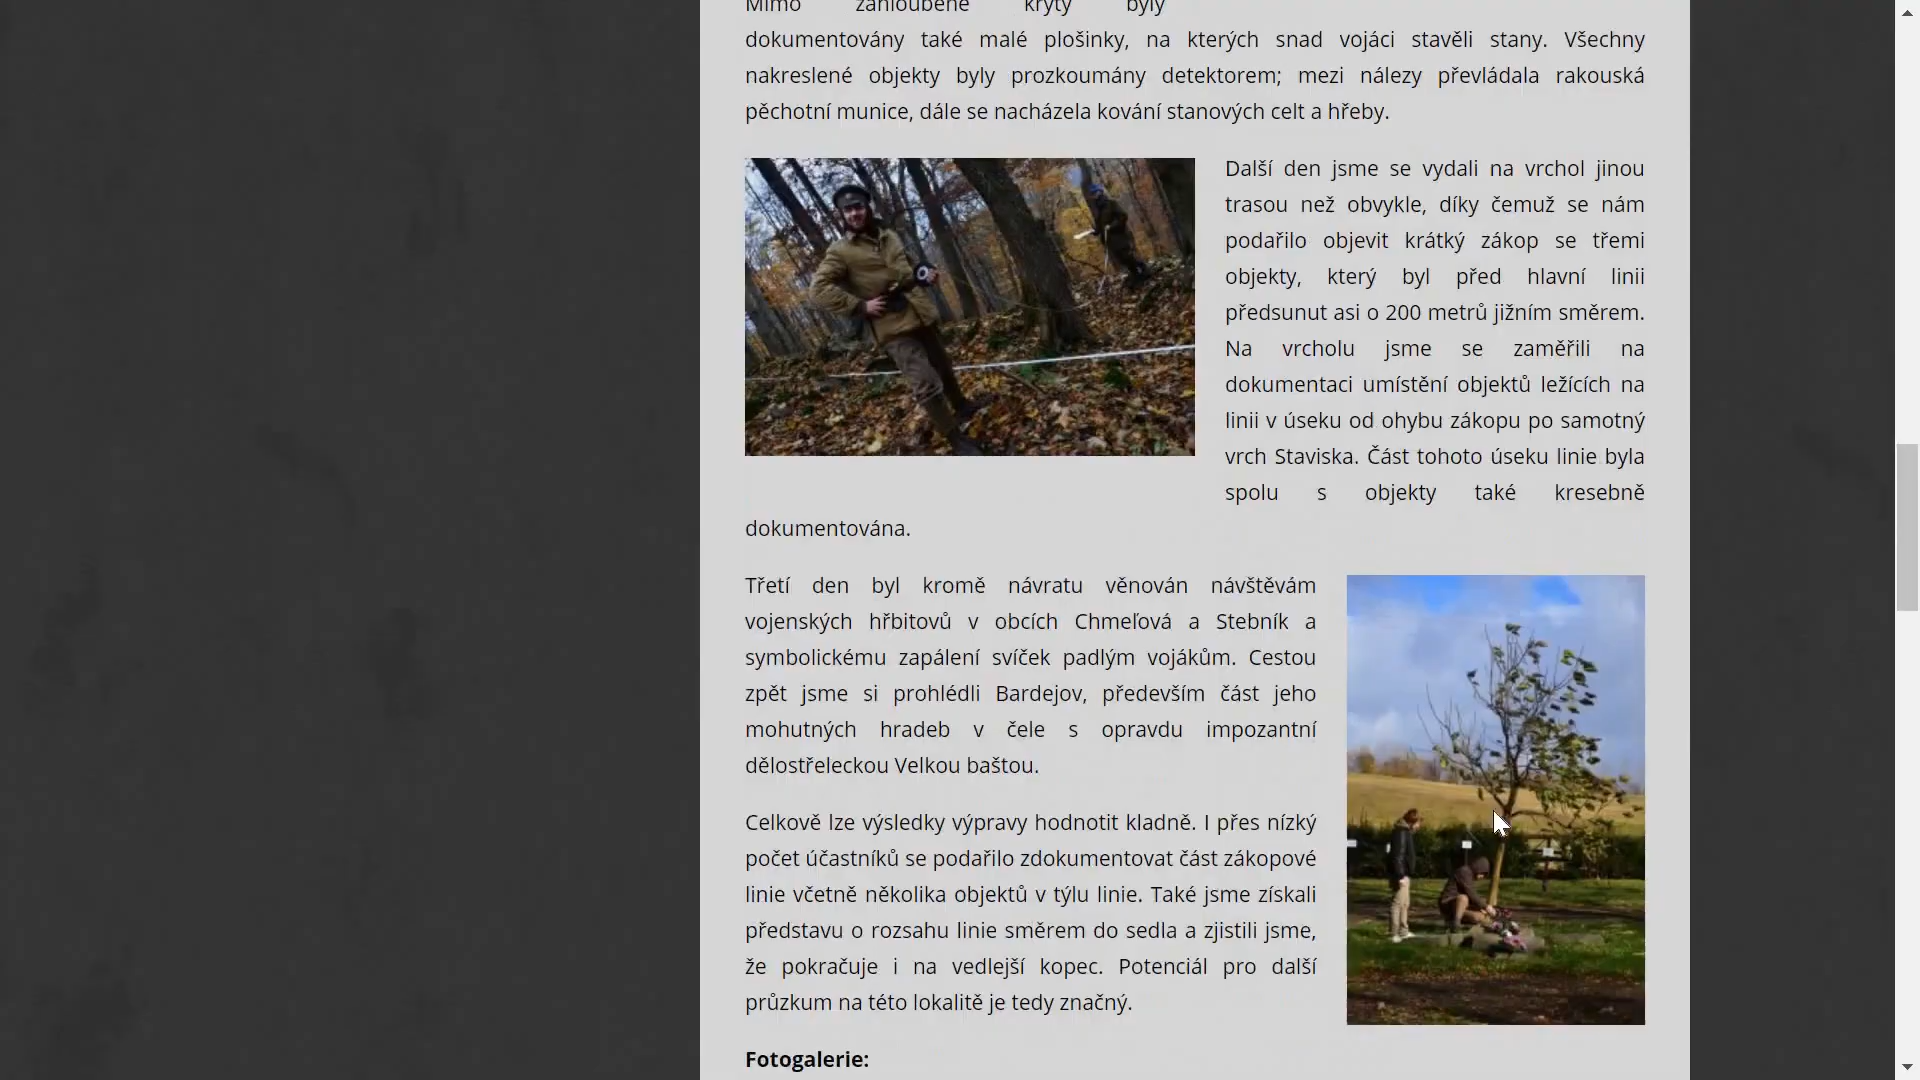 Mimo zahloubené kryty byly
dokumentovány také malé plošinky, na kterých snad vojáci stavěli stany. Všechny
nakreslené objekty byly prozkoumány detektorem; mezi nálezy převládala rakouská
pěchotní munice, dále se nacházela kování stanových celt a hřeby.
Další den jsme se vydali na vrchol jinou
trasou než obvykle, díky čemuž se nám
podařilo objevit krátký zákop se třemi
objekty, který byl před hlavní linii
předsunut asi o 200 metrů jižním směrem.
Na vrcholu jsme se zaměřili na
dokumentaci umístění objektů ležících na
linii v úseku od ohybu zákopu po samotný
vrch Staviska. Část tohoto úseku linie byla
spolu s objekty také kresebně
dokumentována.
Třetí den byl kromě návratu věnován návštěvám
vojenských hřbitovů v obcích Chmeľová a Stebník a
symbolickému zapálení svíček padlým vojákům. Cestou
zpět jsme si prohlédli Bardejov, především část jeho
mohutných hradeb v čele s opravdu impozantní
dělostřeleckou Velkou baštou.
Celkově lze výsledky výpravy hodnotit kladně. I přes nízký
počet účastníků se podařilo zdokumentovat část zákopové
linie včetně několika objektů v týlu linie. Také jsme získali
představu o rozsahu linie směrem do sedla a zjistili jsme,
že pokračuje i na vedlejší kopec. Potenciál pro další
průzkum na této lokalitě je tedy značný.
Fotogalerie: